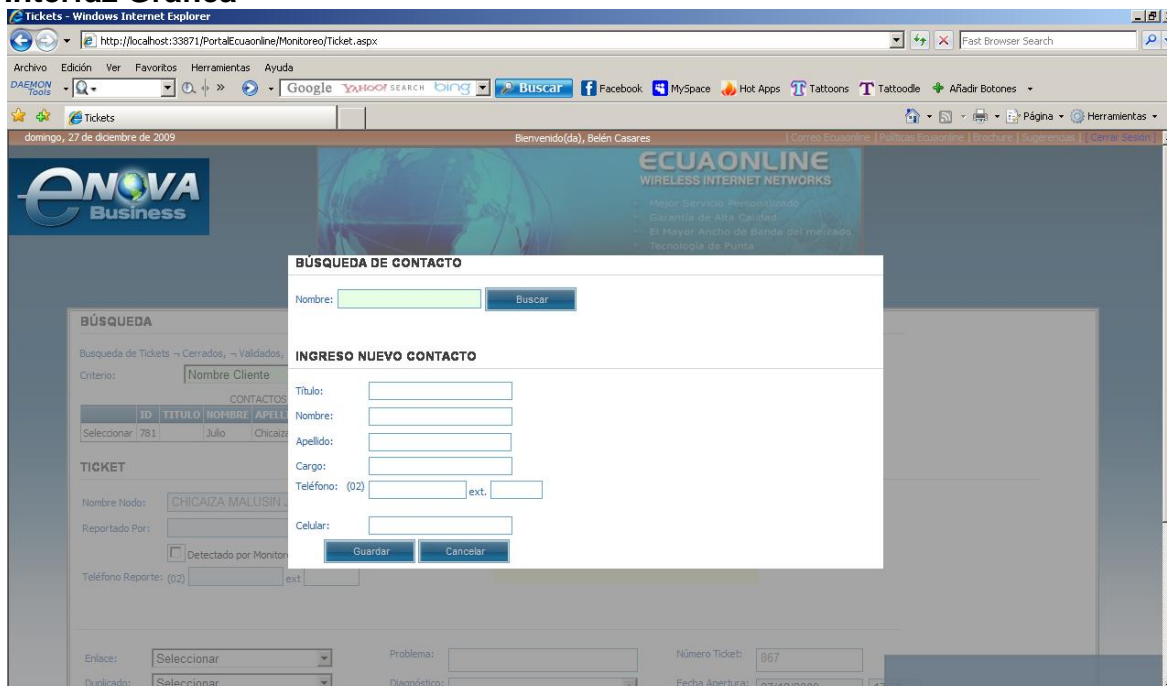 Interfaz Gráfica
Tickets - Windows Internet Explorer
http://localhost:33871/PortalEcuaonline/Monitoreo/Ticket.aspx Fast Browser Search
Archivo Edición Ver Favoritos Herramientas Ayuda
DAEMON Tools Google YAHOO! SEARCH bing Buscar Facebook MySpace Hot Apps Tattoons Tattoodle Añadir Botones
Tickets Página Herramientas
domingo, 27 de diciembre de 2009 Bienvenido(da), Belén Casares | Correo Ecuaonline | Políticas Ecuaonline | Brochure | Sugerencias | [ Cerrar Sesión ]
eNOVA
Business
ECUAONLINE
WIRELESS INTERNET NETWORKS
Mejor Servicio Personalizado
Garantía de Alta Calidad
El Mayor Ancho de Banda del mercado
Tecnología de Punta
BÚSQUEDA DE CONTACTO
Nombre: Buscar
INGRESO NUEVO CONTACTO
Título:
Nombre:
Apellido:
Cargo:
Teléfono: (02) ext.
Celular:
Guardar Cancelar
BÚSQUEDA
Busqueda de Tickets ¬ Cerrados, ¬ Validados,
Criterio: Nombre Cliente
CONTACTOS
ID TITULO NOMBRE
Seleccionar 781 Julio Chicaiza
TICKET
Nombre Nodo: CHICAIZA MALUSIN
Reportado Por:
Detectado por
Teléfono Reporte: (02) ext
Enlace: Seleccionar Problema: Número Ticket: 867
Duplicado: Seleccionar Diagnóstico: Fecha Apertura: